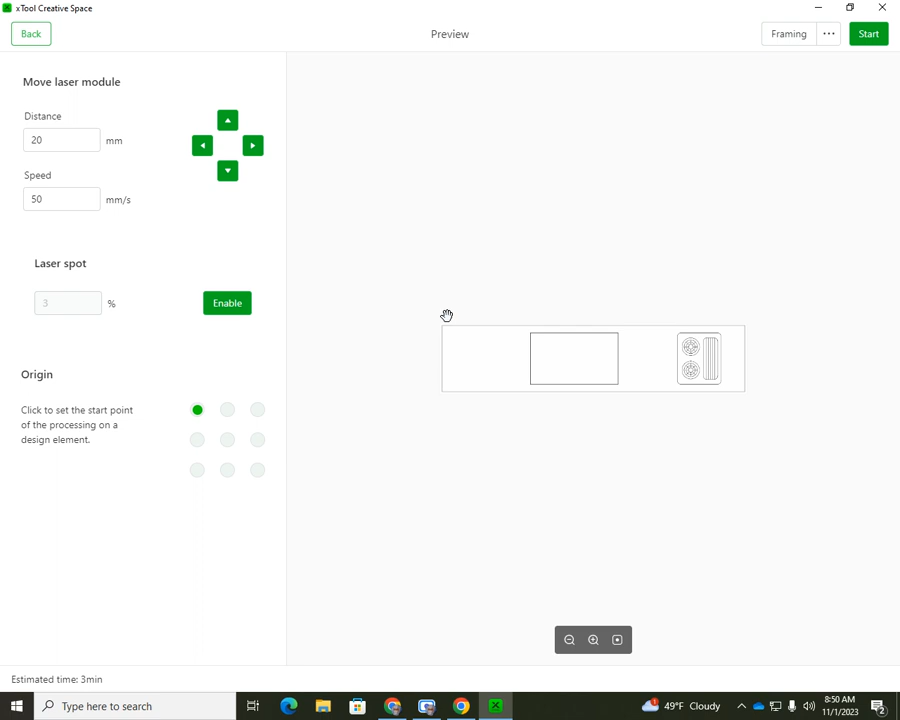 xTool Creative Space
Back
Preview
Framing
Start
Move laser module
Distance
20 mm
Speed
50 mm/s
Laser spot
3 %
Enable
Origin
Click to set the start point
of the processing on a
design element.
Estimated time: 3min
Type here to search
49°F Cloudy
8:50 AM
11/1/2023
2